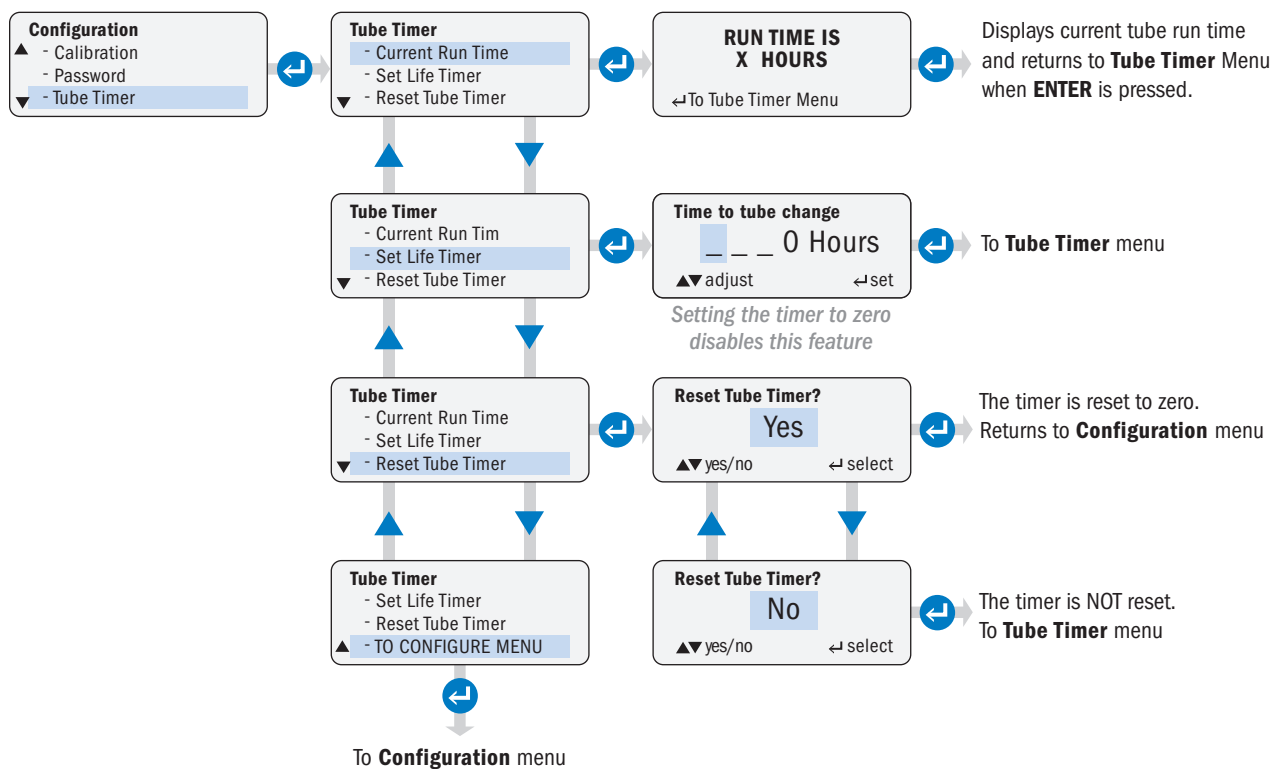 Configuration
- Calibration
- Password
- Tube Timer
Tube Timer
- Current Run Time
- Set Life Timer
- Reset Tube Timer
RUN TIME IS
X HOURS
↵To Tube Timer Menu
Displays current tube run time
and returns to Tube Timer Menu
when ENTER is pressed.
Tube Timer
- Current Run Tim
- Set Life Timer
- Reset Tube Timer
Time to tube change
_ _ _ 0 Hours
▲▼ adjust ↵ set
Setting the timer to zero
disables this feature
To Tube Timer menu
Tube Timer
- Current Run Time
- Set Life Timer
- Reset Tube Timer
Reset Tube Timer?
Yes
▲▼ yes/no ↵ select
The timer is reset to zero.
Returns to Configuration menu
Tube Timer
- Set Life Timer
- Reset Tube Timer
- TO CONFIGURE MENU
Reset Tube Timer?
No
▲▼ yes/no ↵ select
The timer is NOT reset.
To Tube Timer menu
To Configuration menu